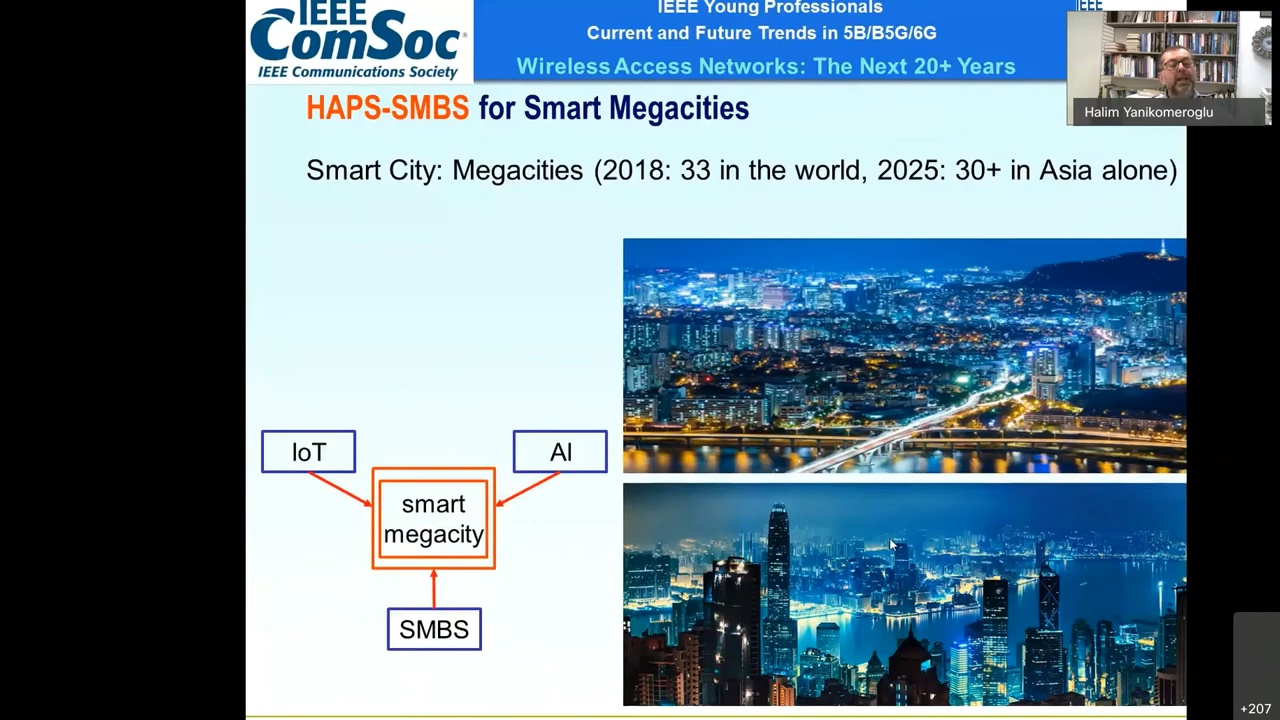 IEEE
ComSoc®
IEEE Communications Society
IEEE Young Professionals
Current and Future Trends in 5B/B5G/6G
Wireless Access Networks: The Next 20+ Years
IEEE
Halim Yanikomeroglu
HAPS-SMBS for Smart Megacities
Smart City: Megacities (2018: 33 in the world, 2025: 30+ in Asia alone)
IoT
AI
smart
megacity
SMBS
+207